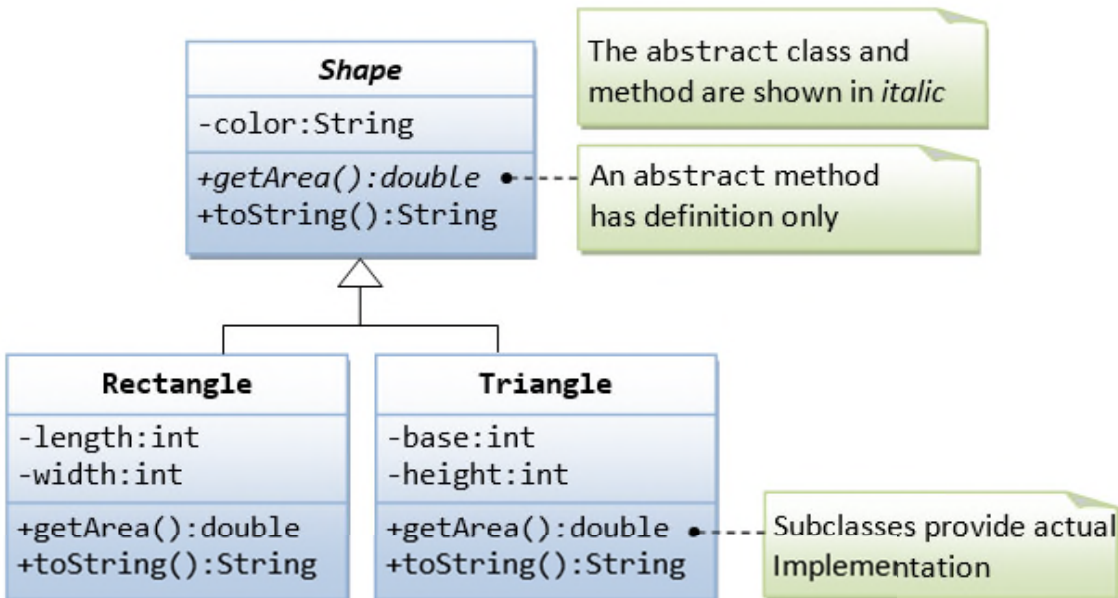 Shape
-color:String
+getArea():double
+toString():String
The abstract class and
method are shown in italic
An abstract method
has definition only
Rectangle
-length:int
-width:int
+getArea():double
+toString():String
Triangle
-base:int
-height:int
+getArea():double
+toString():String
Subclasses provide actual
Implementation